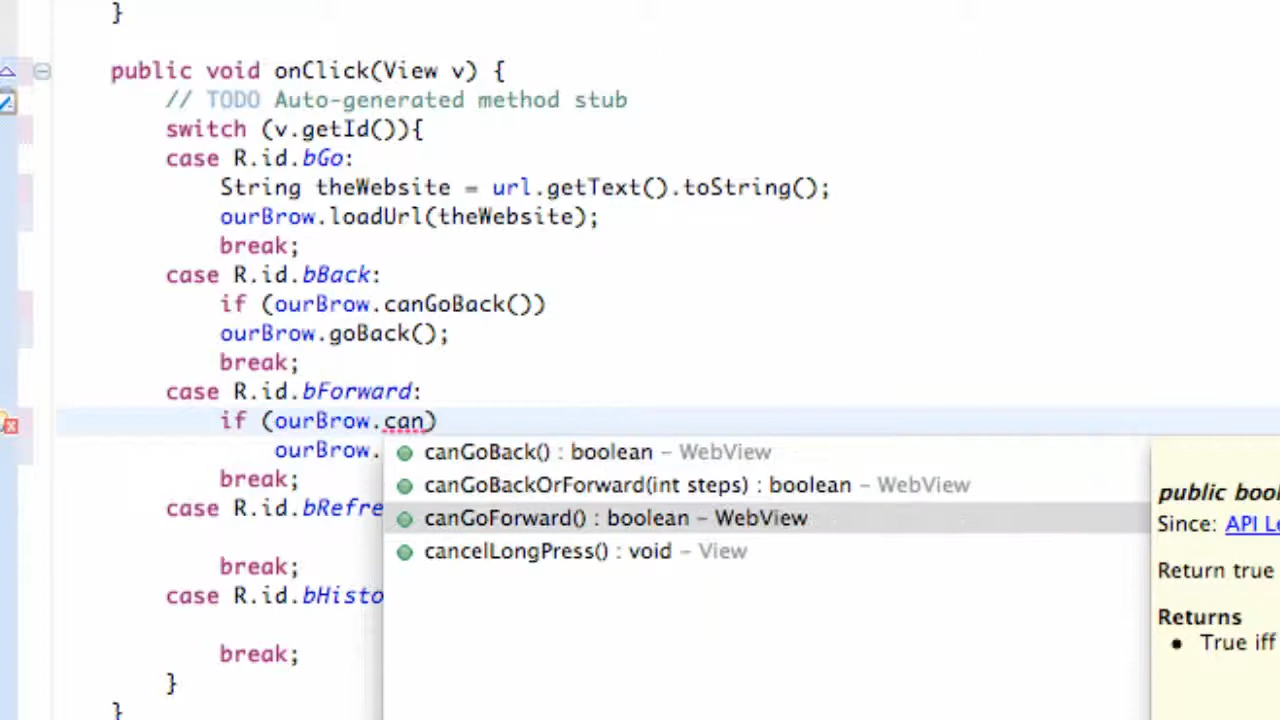 }
public void onClick(View v) {
// TODO Auto-generated method stub
switch (v.getId()){
case R.id.bGo:
String theWebsite = url.getText().toString();
ourBrow.loadUrl(theWebsite);
break;
case R.id.bBack:
if (ourBrow.canGoBack())
ourBrow.goBack();
break;
case R.id.bForward:
if (ourBrow.can)
ourBrow.
break;
case R.id.bRefre
break;
case R.id.bHisto
break;
}
}
canGoBack() : boolean – WebView
canGoBackOrForward(int steps) : boolean – WebView
canGoForward() : boolean – WebView
cancelLongPress() : void – View
public bool
Since: API Le
Return true
Returns
• True iff